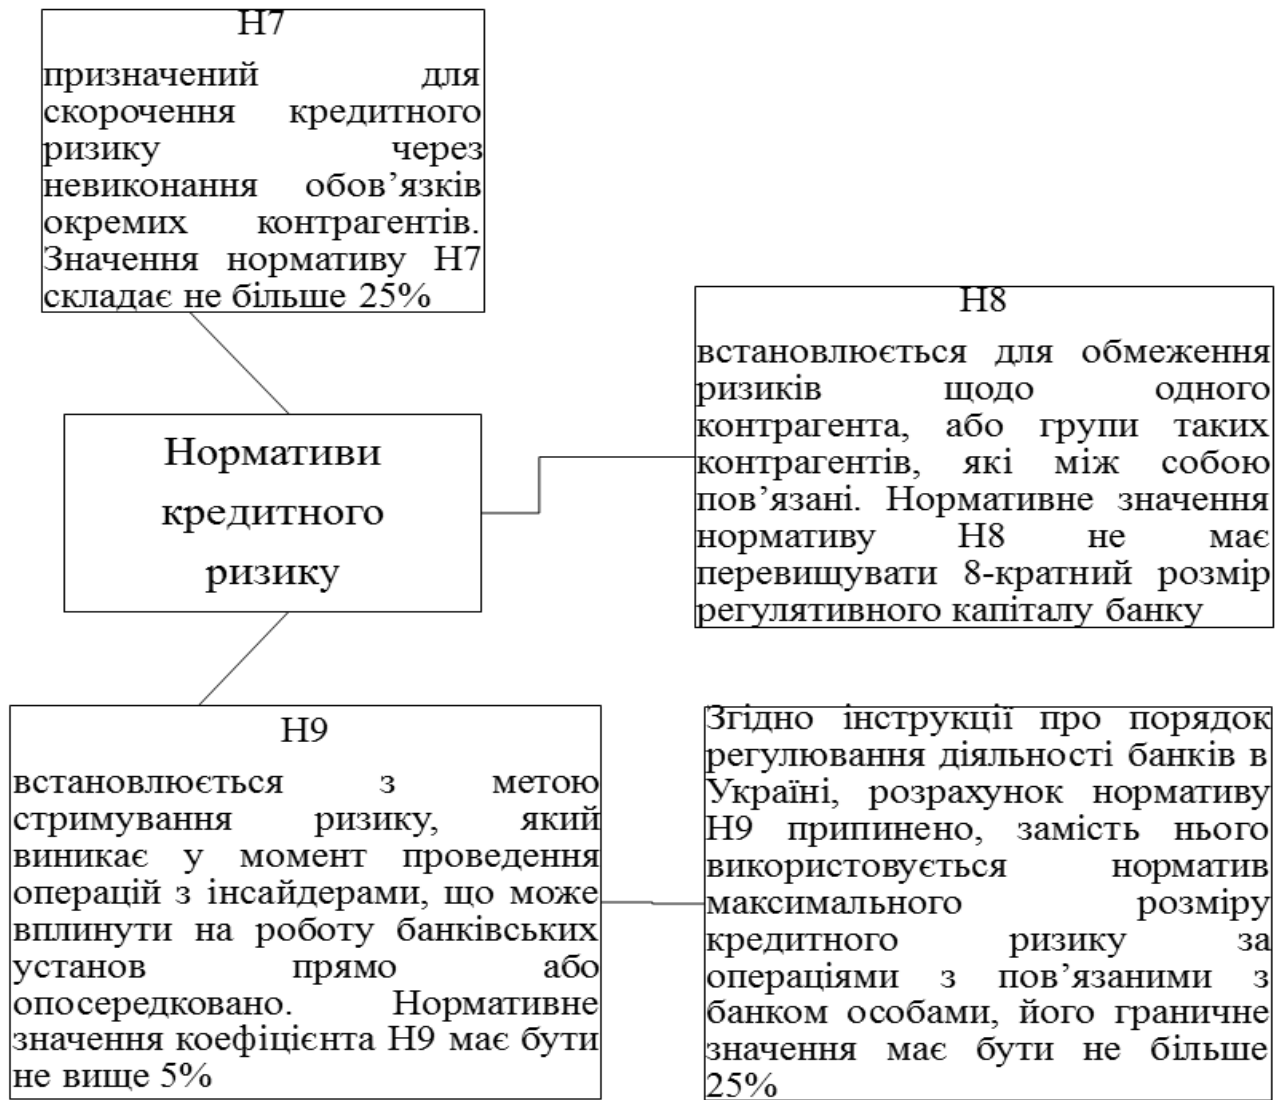 Н7
призначений для
скорочення кредитного
ризику через
невиконання обов’язків
окремих контрагентів.
Значення нормативу Н7
складає не більше 25%
Нормативи
кредитного
ризику
Н8
встановлюється для обмеження
ризиків щодо одного
контрагента, або групи таких
контрагентів, які між собою
пов’язані. Нормативне значення
нормативу Н8 не має
перевищувати 8-кратний розмір
регулятивного капіталу банку
Н9
встановлюється з метою
стримування ризику, який
виникає у момент проведення
операцій з інсайдерами, що може
вплинути на роботу банківських
установ прямо або
опосередковано. Нормативне
значення коефіцієнта Н9 має бути
не вище 5%
Згідно інструкції про порядок
регулювання діяльності банків в
Україні, розрахунок нормативу
Н9 припинено, замість нього
використовується норматив
максимального розміру
кредитного ризику за
операціями з пов’язаними з
банком особами, його граничне
значення має бути не більше
25%